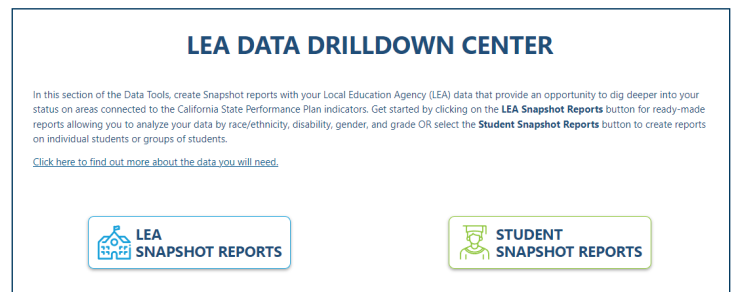 LEA DATA DRILLDOWN CENTER
In this section of the Data Tools, create Snapshot reports with your Local Education Agency (LEA) data that provide an opportunity to dig deeper into your
status on areas connected to the California State Performance Plan indicators. Get started by clicking on the LEA Snapshot Reports button for ready-made
reports allowing you to analyze your data by race/ethnicity, disability, gender, and grade OR select the Student Snapshot Reports button to create reports
on individual students or groups of students.
Click here to find out more about the data you will need.
LEA
SNAPSHOT REPORTS
STUDENT
SNAPSHOT REPORTS